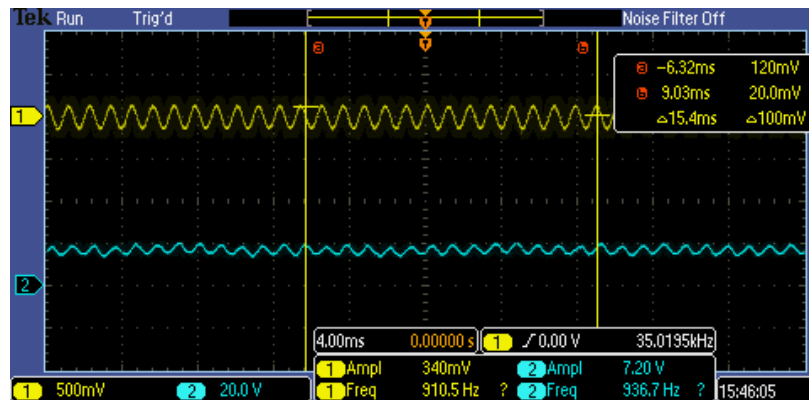 Tek Run Trig'd Noise Filter Off
T
a b T
a −6.32ms 120mV
b 9.03ms 20.0mV
△15.4ms △100mV
1
2
4.00ms 0.00000 s 1 ∫ 0.00 V 35.0195kHz
1 Ampl 340mV 2 Ampl 7.20 V
1 500mV 2 20.0 V 1 Freq 910.5 Hz ? 2 Freq 936.7 Hz ? 15:46:05